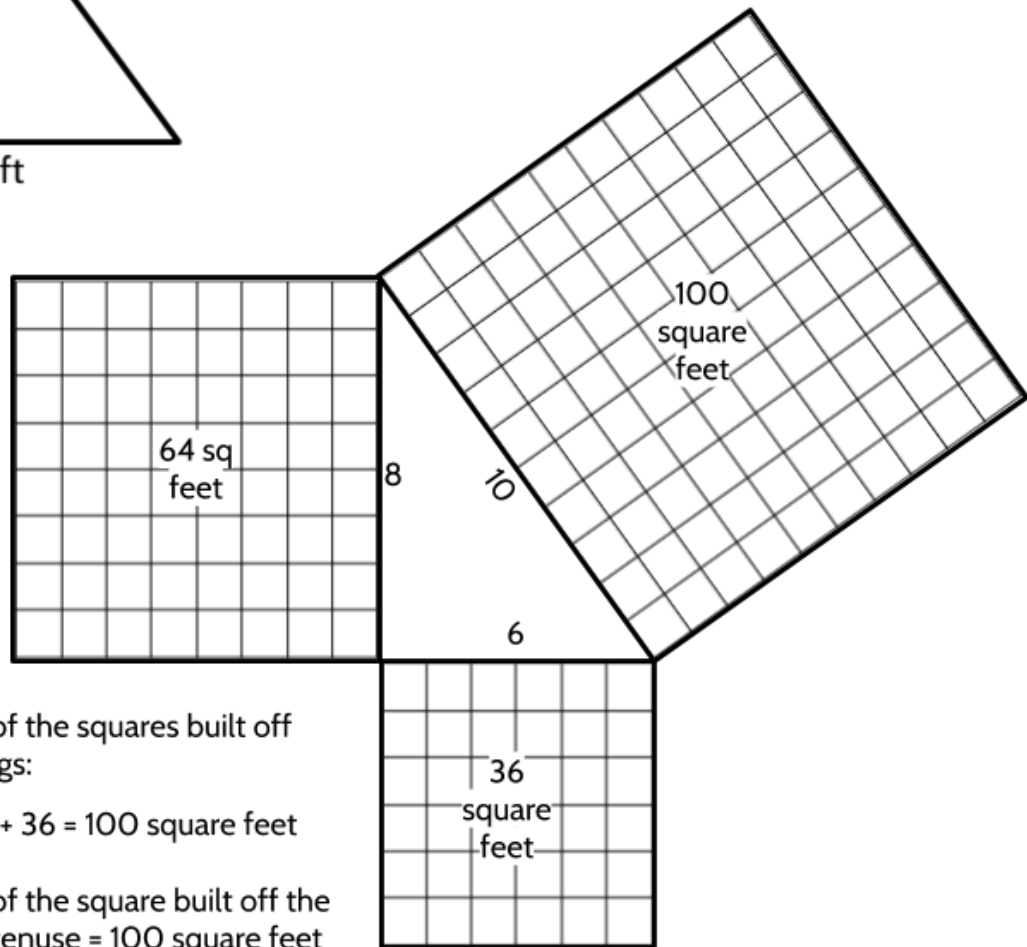 ft
100
square
feet
64 sq
feet
8
10
6
of the squares built off
gs:
+ 36 = 100 square feet
36
square
feet
of the square built off the
enuse = 100 square feet